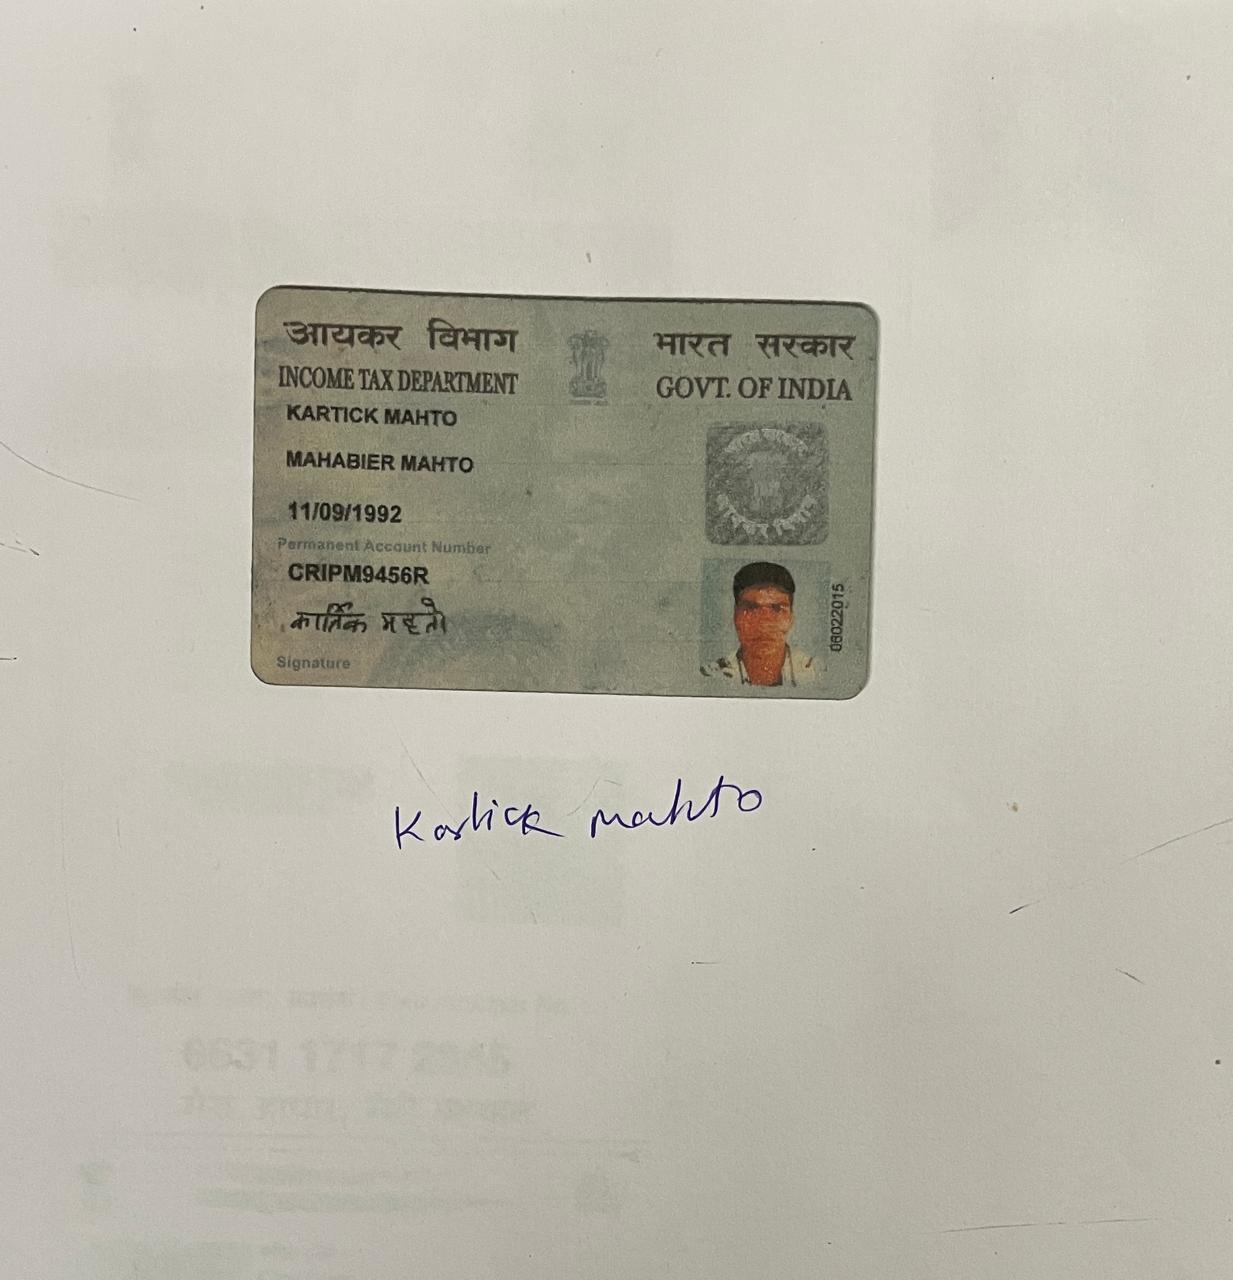 आयकर विभाग भारत सरकार
INCOME TAX DEPARTMENT GOVT. OF INDIA
KARTICK MAHTO
MAHABIER MAHTO
11/09/1992
Permanent Account Number
CRIPM9456R
कार्तिक महतो
Signature
06022015
Kartick Mahto